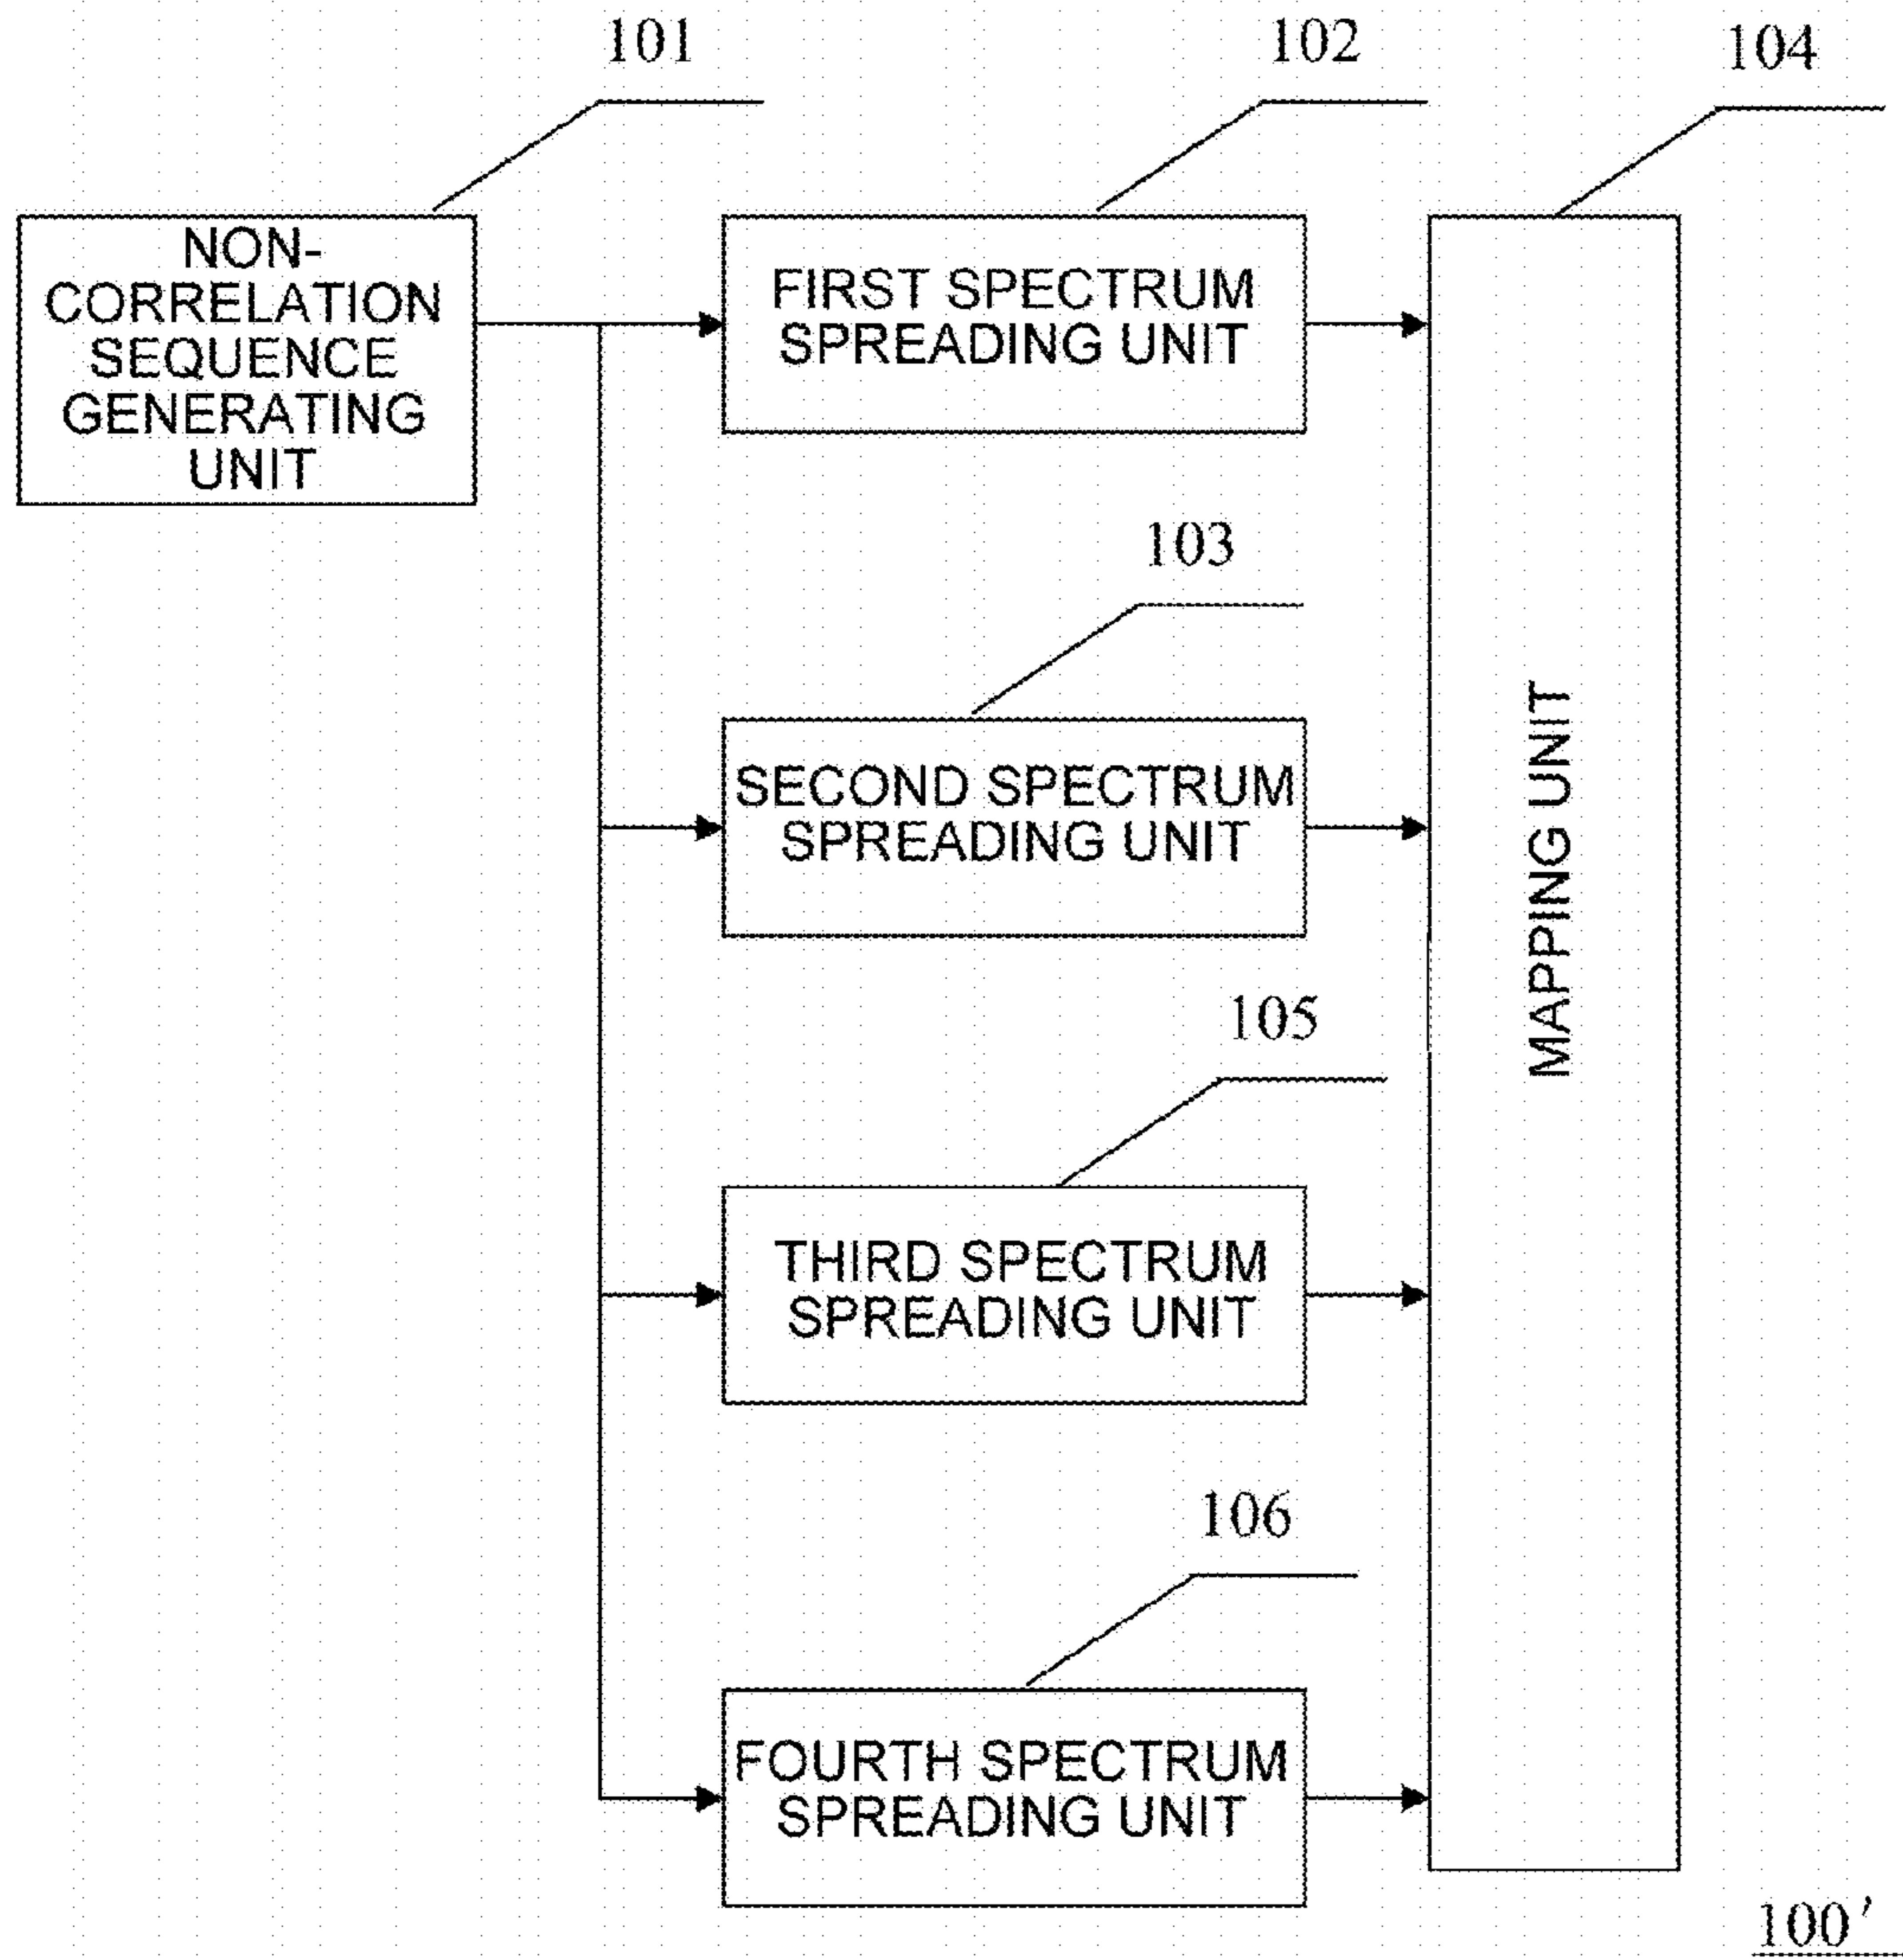 101
102
104
NON-
CORRELATION
SEQUENCE
GENERATING
UNIT
FIRST SPECTRUM
SPREADING UNIT
103
SECOND SPECTRUM
SPREADING UNIT
MAPPING UNIT
105
THIRD SPECTRUM
SPREADING UNIT
106
FOURTH SPECTRUM
SPREADING UNIT
100'